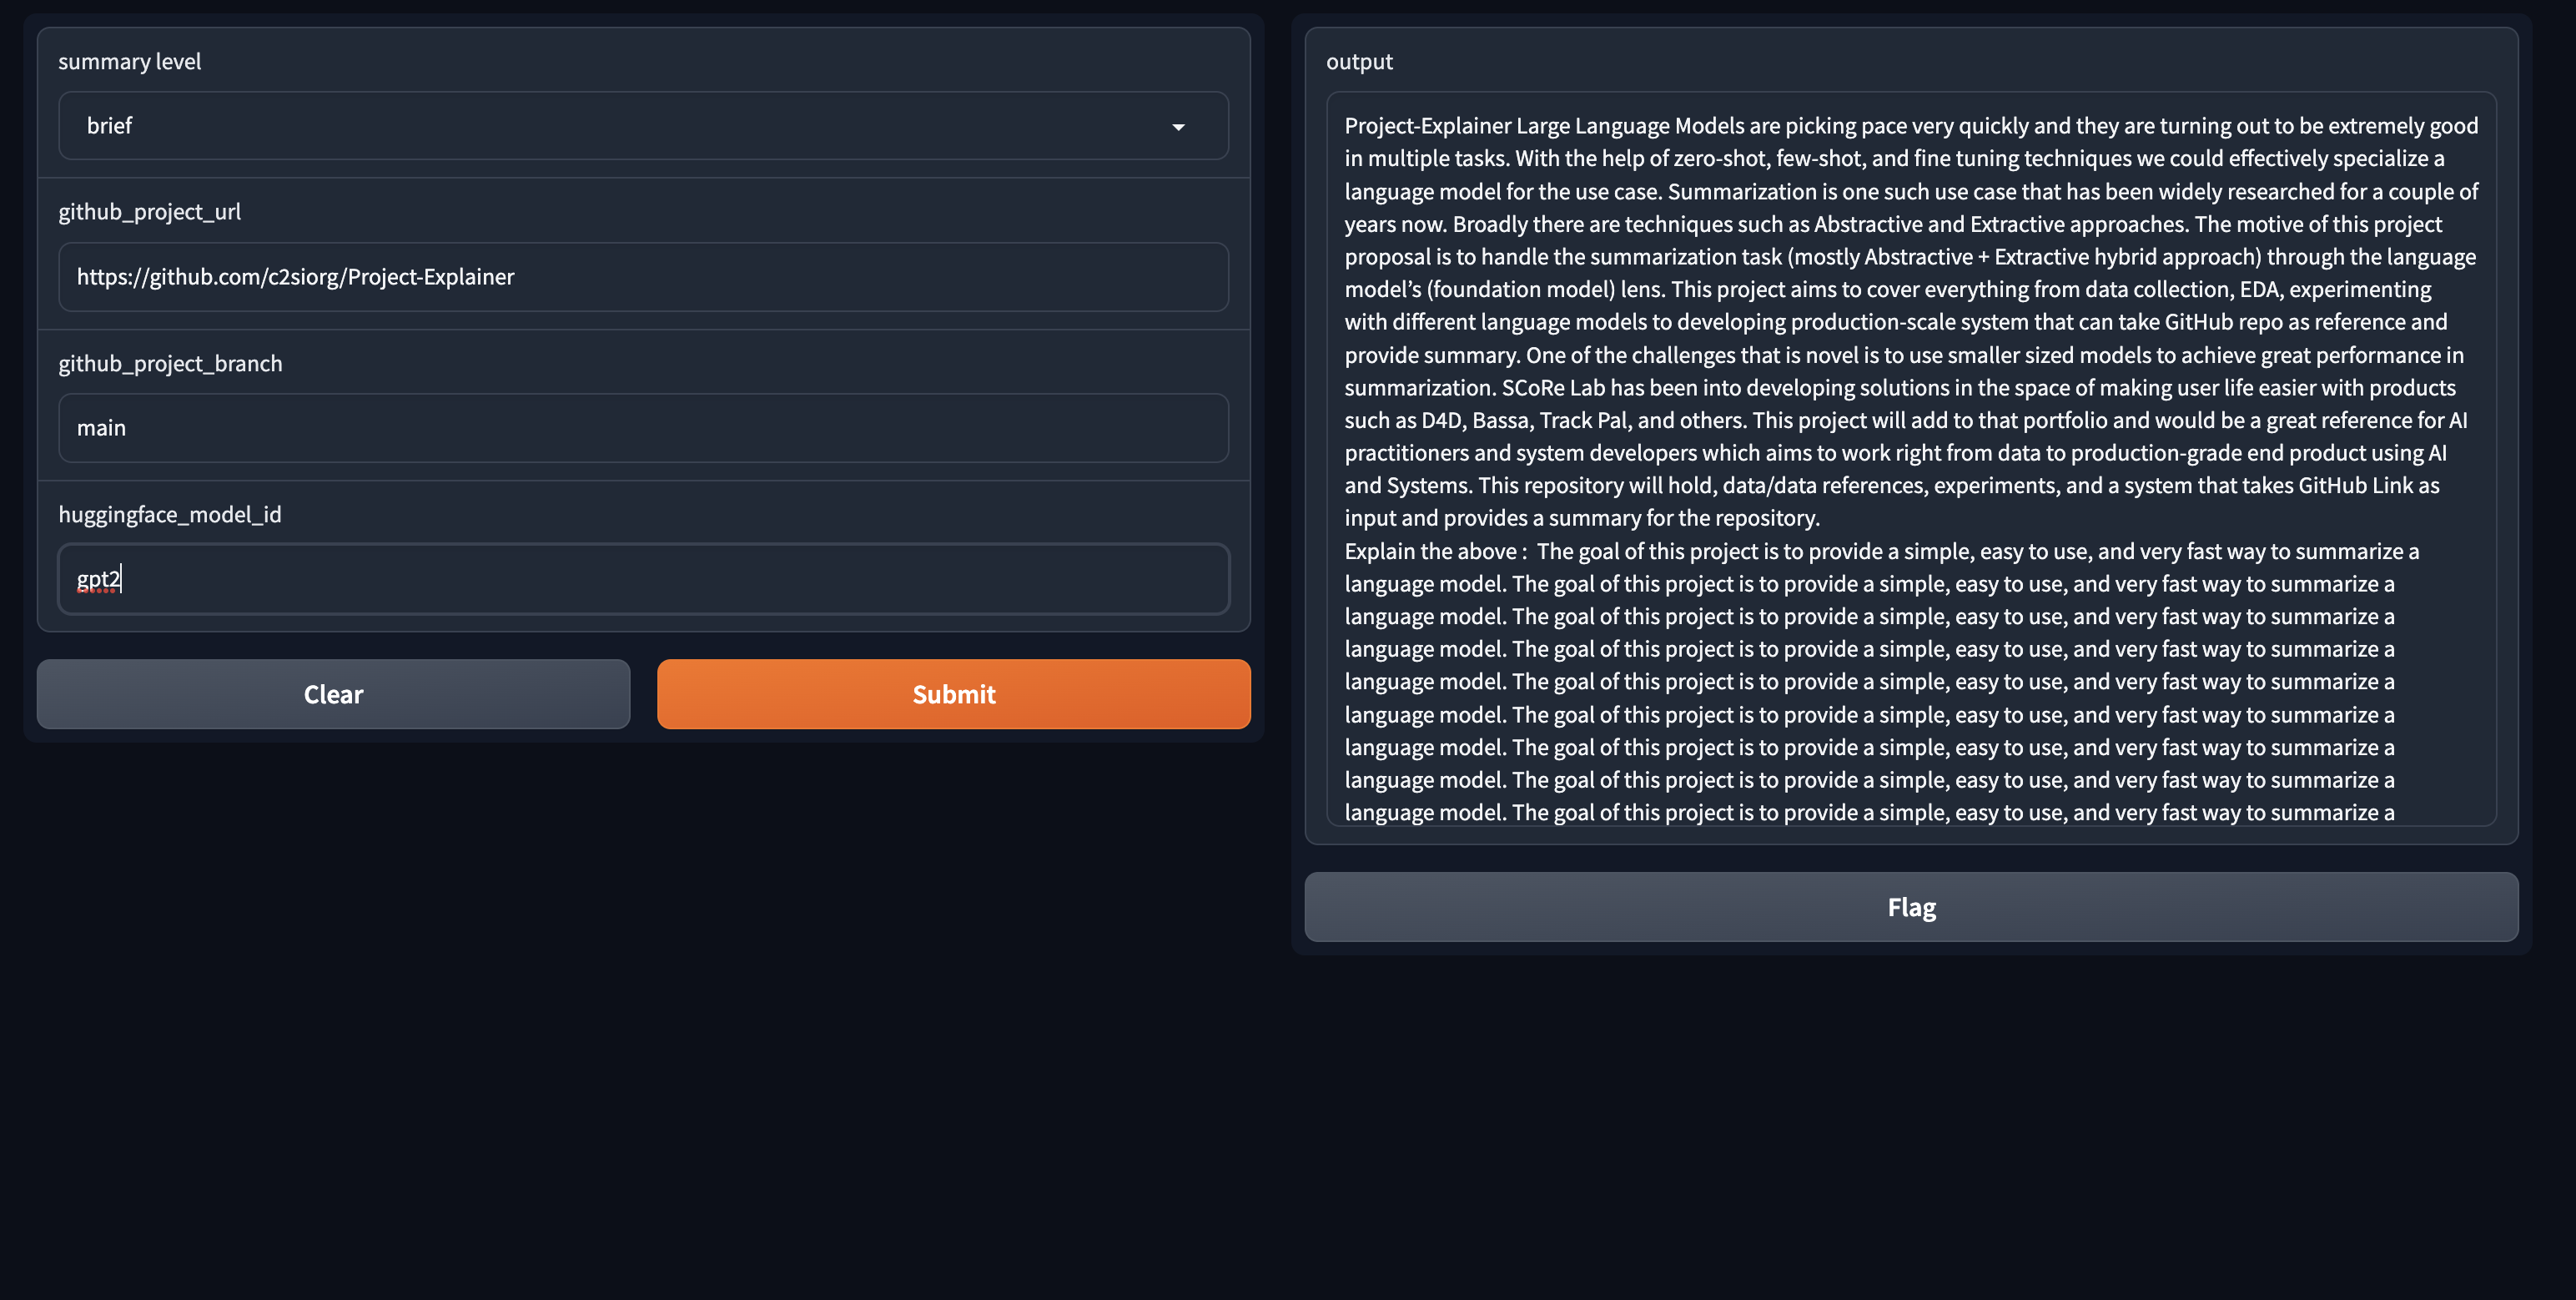 summary level
brief
github_project_url
https://github.com/c2siorg/Project-Explainer
github_project_branch
main
huggingface_model_id
gpt2
Clear
Submit
output
Project-Explainer Large Language Models are picking pace very quickly and they are turning out to be extremely good
in multiple tasks. With the help of zero-shot, few-shot, and fine tuning techniques we could effectively specialize a
language model for the use case. Summarization is one such use case that has been widely researched for a couple of
years now. Broadly there are techniques such as Abstractive and Extractive approaches. The motive of this project
proposal is to handle the summarization task (mostly Abstractive + Extractive hybrid approach) through the language
model’s (foundation model) lens. This project aims to cover everything from data collection, EDA, experimenting
with different language models to developing production-scale system that can take GitHub repo as reference and
provide summary. One of the challenges that is novel is to use smaller sized models to achieve great performance in
summarization. SCoRe Lab has been into developing solutions in the space of making user life easier with products
such as D4D, Bassa, Track Pal, and others. This project will add to that portfolio and would be a great reference for AI
practitioners and system developers which aims to work right from data to production-grade end product using AI
and Systems. This repository will hold, data/data references, experiments, and a system that takes GitHub Link as
input and provides a summary for the repository.
Explain the above : The goal of this project is to provide a simple, easy to use, and very fast way to summarize a
language model. The goal of this project is to provide a simple, easy to use, and very fast way to summarize a
language model. The goal of this project is to provide a simple, easy to use, and very fast way to summarize a
language model. The goal of this project is to provide a simple, easy to use, and very fast way to summarize a
language model. The goal of this project is to provide a simple, easy to use, and very fast way to summarize a
language model. The goal of this project is to provide a simple, easy to use, and very fast way to summarize a
language model. The goal of this project is to provide a simple, easy to use, and very fast way to summarize a
language model. The goal of this project is to provide a simple, easy to use, and very fast way to summarize a
language model. The goal of this project is to provide a simple, easy to use, and very fast way to summarize a
Flag